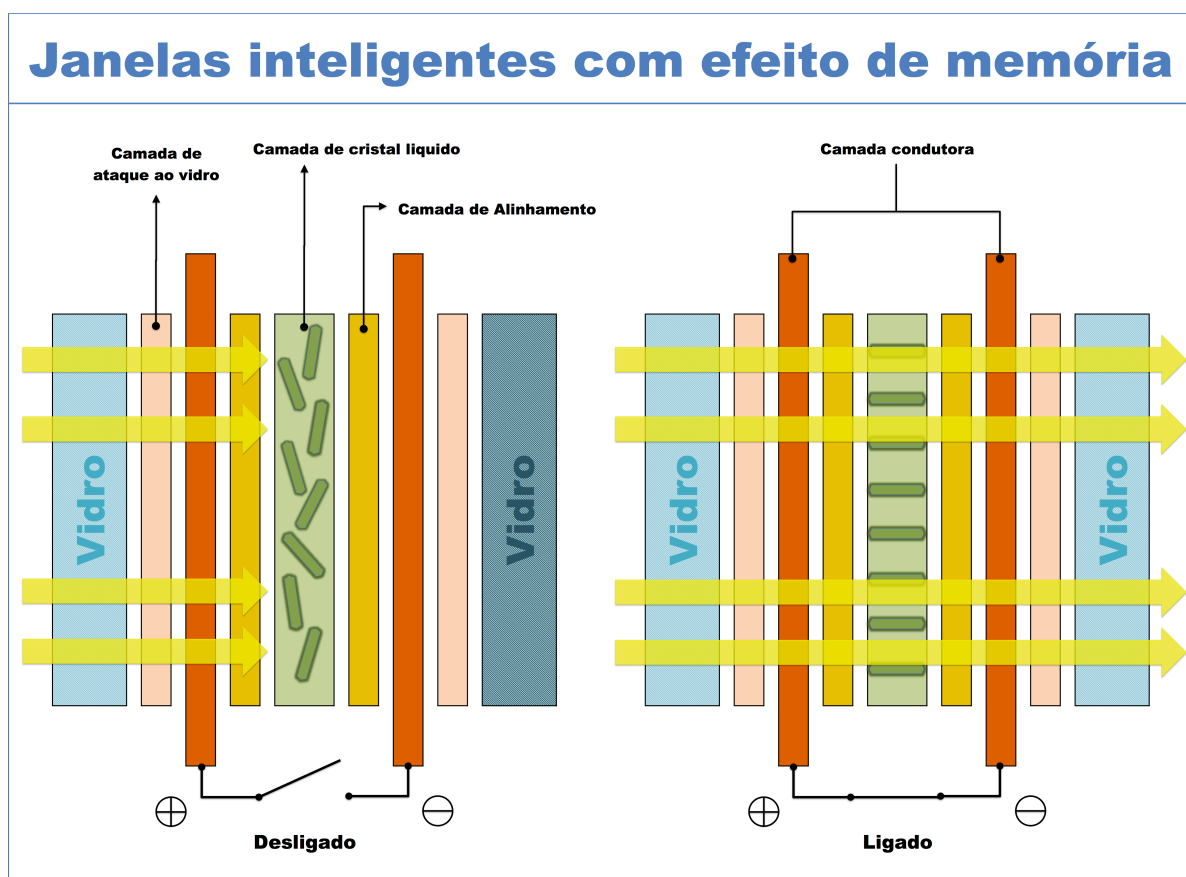 Janelas inteligentes com efeito de memória
Camada de
ataque ao vidro
Camada de cristal liquido
Camada de Alinhamento
Camada condutora
Vidro
Vidro
Vidro
Vidro
Desligado
Ligado